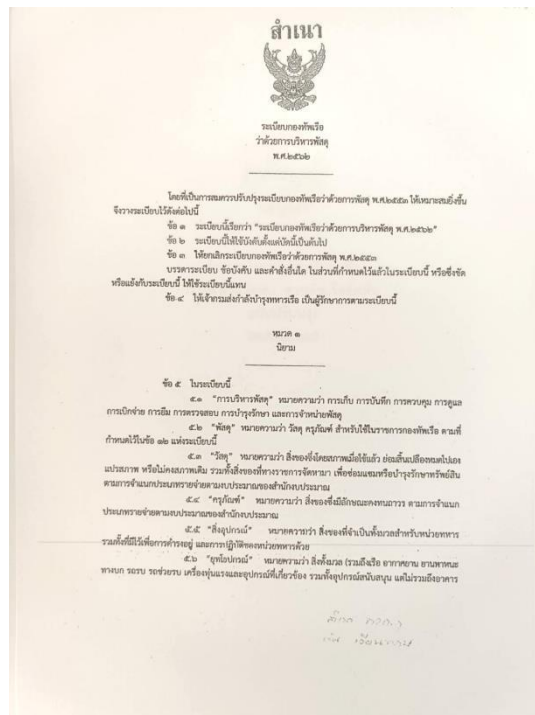 สำเนา
ระเบียบกองทัพเรือ
ว่าด้วยการบริหารพัสดุ
พ.ศ.๒๕๖๒
โดยที่เป็นการสมควรปรับปรุงระเบียบกองทัพเรือว่าด้วยการพัสดุ พ.ศ.๒๕๕๓ ให้เหมาะสมยิ่งขึ้น
จึงวางระเบียบไว้ดังต่อไปนี้
ข้อ ๑ ระเบียบนี้เรียกว่า "ระเบียบกองทัพเรือว่าด้วยการบริหารพัสดุ พ.ศ.๒๕๖๒"
ข้อ ๒ ระเบียบนี้ให้ใช้บังคับตั้งแต่บัดนี้เป็นต้นไป
ข้อ ๓ ให้ยกเลิกระเบียบกองทัพเรือว่าด้วยการพัสดุ พ.ศ.๒๕๕๓
บรรดาระเบียบ ข้อบังคับ และคำสั่งอื่นใด ในส่วนที่กำหนดไว้แล้วในระเบียบนี้ หรือซึ่งขัด
หรือแย้งกับระเบียบนี้ ให้ใช้ระเบียบนี้แทน
ข้อ ๔ ให้เจ้ากรมส่งกำลังบำรุงทหารเรือ เป็นผู้รักษาการตามระเบียบนี้
หมวด ๑
นิยาม
ข้อ ๕ ในระเบียบนี้
๕.๑ "การบริหารพัสดุ" หมายความว่า การเก็บ การบันทึก การควบคุม การดูแล
การเบิกจ่าย การยืม การตรวจสอบ การบำรุงรักษา และการจำหน่ายพัสดุ
๕.๒ "พัสดุ" หมายความว่า วัสดุ ครุภัณฑ์ สำหรับใช้ในราชการกองทัพเรือ ตามที่
กำหนดไว้ในข้อ ๑๒ แห่งระเบียบนี้
๕.๓ "วัสดุ" หมายความว่า สิ่งของซึ่งโดยสภาพเมื่อใช้แล้ว ย่อมสิ้นเปลืองหมดไปเอง
แปรสภาพ หรือไม่คงสภาพเดิม รวมทั้งสิ่งของที่ทางราชการจัดหามา เพื่อซ่อมแซมหรือบำรุงรักษาทรัพย์สิน
ตามการจำแนกประเภทรายจ่ายตามงบประมาณของสำนักงบประมาณ
๕.๔ "ครุภัณฑ์" หมายความว่า สิ่งของซึ่งมีลักษณะคงทนถาวร ตามการจำแนก
ประเภทรายจ่ายตามงบประมาณของสำนักงบประมาณ
๕.๕ "สิ่งอุปกรณ์" หมายความว่า สิ่งของที่จำเป็นทั้งมวลสำหรับหน่วยทหาร
รวมทั้งที่มีไว้เพื่อการดำรงอยู่ และการปฏิบัติของหน่วยทหารด้วย
๕.๖ "ยุทโธปกรณ์" หมายความว่า สิ่งทั้งมวล (รวมถึงเรือ อากาศยาน ยานพาหนะ
ทางบก รถรบ รถช่วยรบ เครื่องทุ่นแรงและอุปกรณ์ที่เกี่ยวข้อง รวมทั้งอุปกรณ์สนับสนุน แต่ไม่รวมถึงอาคาร